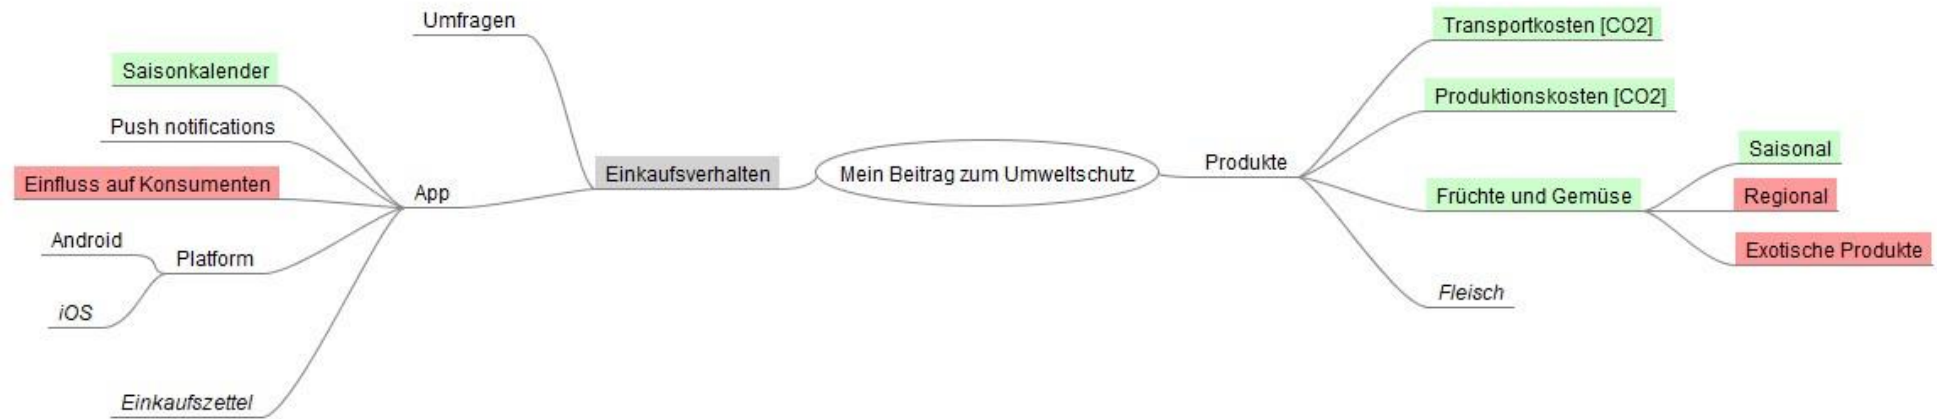 Umfragen
Saisonkalender
Push notifications
Einfluss auf Konsumenten
App
Android
Platform
iOS
Einkaufszettel
Einkaufsverhalten
Mein Beitrag zum Umweltschutz
Produkte
Transportkosten [CO2]
Produktionskosten [CO2]
Früchte und Gemüse
Saisonal
Regional
Exotische Produkte
Fleisch